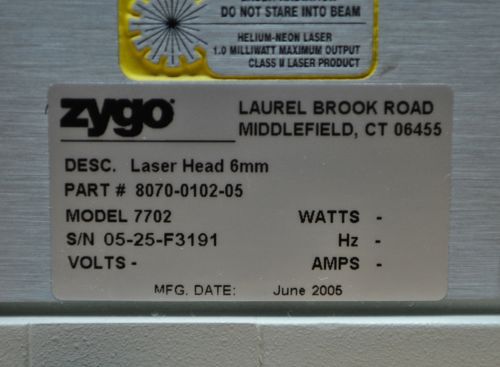 DO NOT STARE INTO BEAM
HELIUM-NEON LASER
1.0 MILLIWATT MAXIMUM OUTPUT
CLASS II LASER PRODUCT
zygo
LAUREL BROOK ROAD
MIDDLEFIELD, CT 06455
DESC. Laser Head 6mm
PART # 8070-0102-05
MODEL 7702 WATTS -
S/N 05-25-F3191 Hz -
VOLTS - AMPS -
MFG. DATE: June 2005